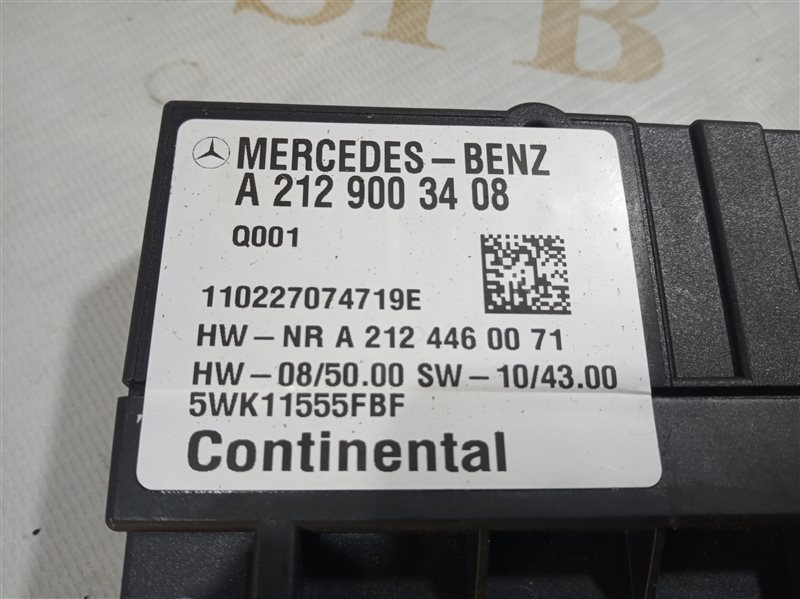 SPB
MERCEDES-BENZ
A 212 900 34 08
Q001
110227074719E
HW-NR A 212 446 00 71
HW-08/50.00 SW-10/43.00
5WK11555FBF
Continental